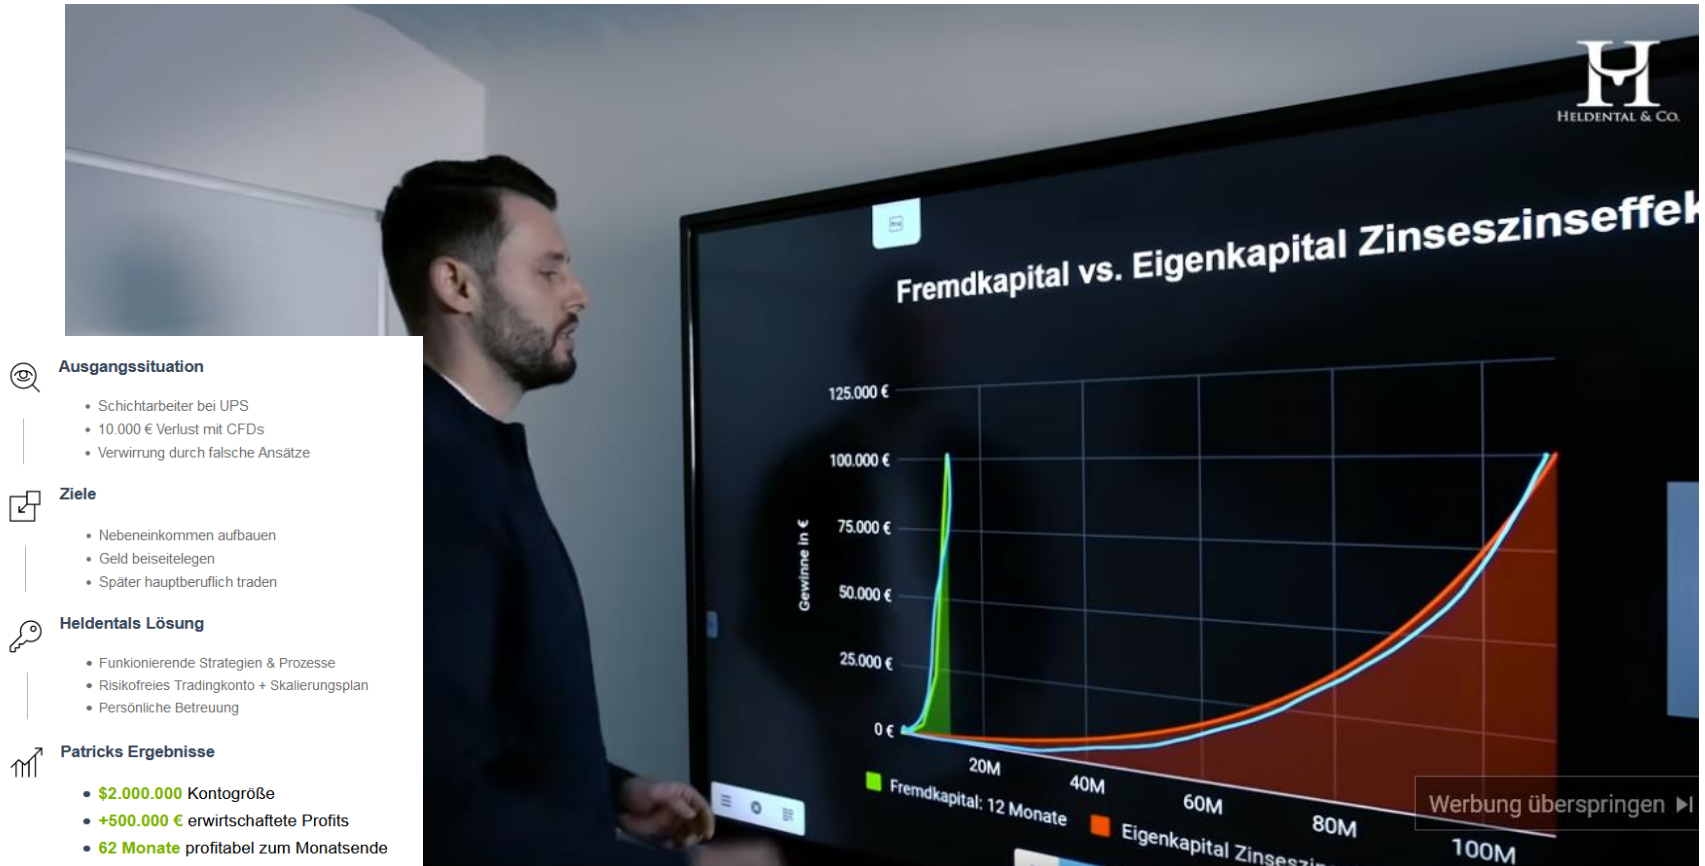 HELDENTAL & CO.
Fremdkapital vs. Eigenkapital Zinseszinseffek
125.000 €
100.000 €
75.000 €
50.000 €
25.000 €
0 €
Gewinne in €
20M
40M
60M
80M
100M
Fremdkapital: 12 Monate
Eigenkapital Zinseszin
Werbung überspringen
Ausgangssituation
• Schichtarbeiter bei UPS
• 10.000 € Verlust mit CFDs
• Verwirrung durch falsche Ansätze
Ziele
• Nebeneinkommen aufbauen
• Geld beiseitelegen
• Später hauptberuflich traden
Heldentals Lösung
• Funkionierende Strategien & Prozesse
• Risikofreies Tradingkonto + Skalierungsplan
• Persönliche Betreuung
Patricks Ergebnisse
• $2.000.000 Kontogröße
• +500.000 € erwirtschaftete Profits
• 62 Monate profitabel zum Monatsende